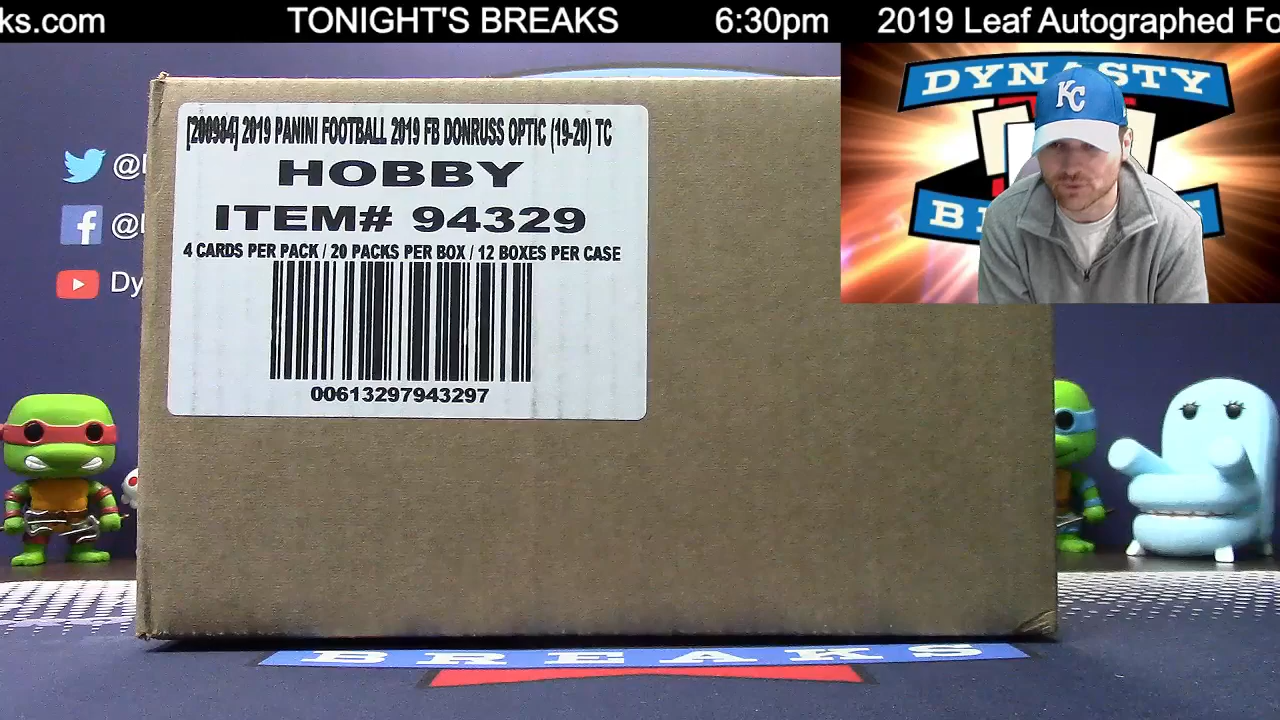 ks.com TONIGHT'S BREAKS 6:30pm 2019 Leaf Autographed Fo
DYNASTY
KC
B
[200984] 2019 PANINI FOOTBALL 2019 FB DONRUSS OPTIC (19-20) TC
HOBBY
ITEM# 94329
4 CARDS PER PACK / 20 PACKS PER BOX / 12 BOXES PER CASE
00613297943297
@
@
Dy
BREAKS